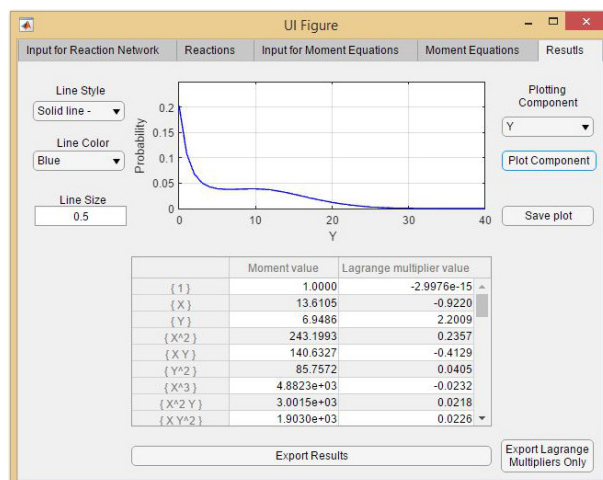 UI Figure
Input for Reaction Network Reactions Input for Moment Equations Moment Equations Resutls
Line Style
Solid line -
Line Color
Blue
Line Size
0.5
Probability
0.2
0.15
0.1
0.05
0
0 10 20 30 40
Y
Plotting
Component
Y
Plot Component
Save plot
Moment value Lagrange multiplier value
{ 1 } 1.0000 -2.9976e-15
{ X } 13.6105 -0.9220
{ Y } 6.9486 2.2009
{ X^2 } 243.1993 0.2357
{ X Y } 140.6327 -0.4129
{ Y^2 } 85.7572 0.0405
{ X^3 } 4.8823e+03 -0.0232
{ X^2 Y } 3.0015e+03 0.0218
{ X Y^2 } 1.9030e+03 0.0226
Export Results
Export Lagrange
Multipliers Only